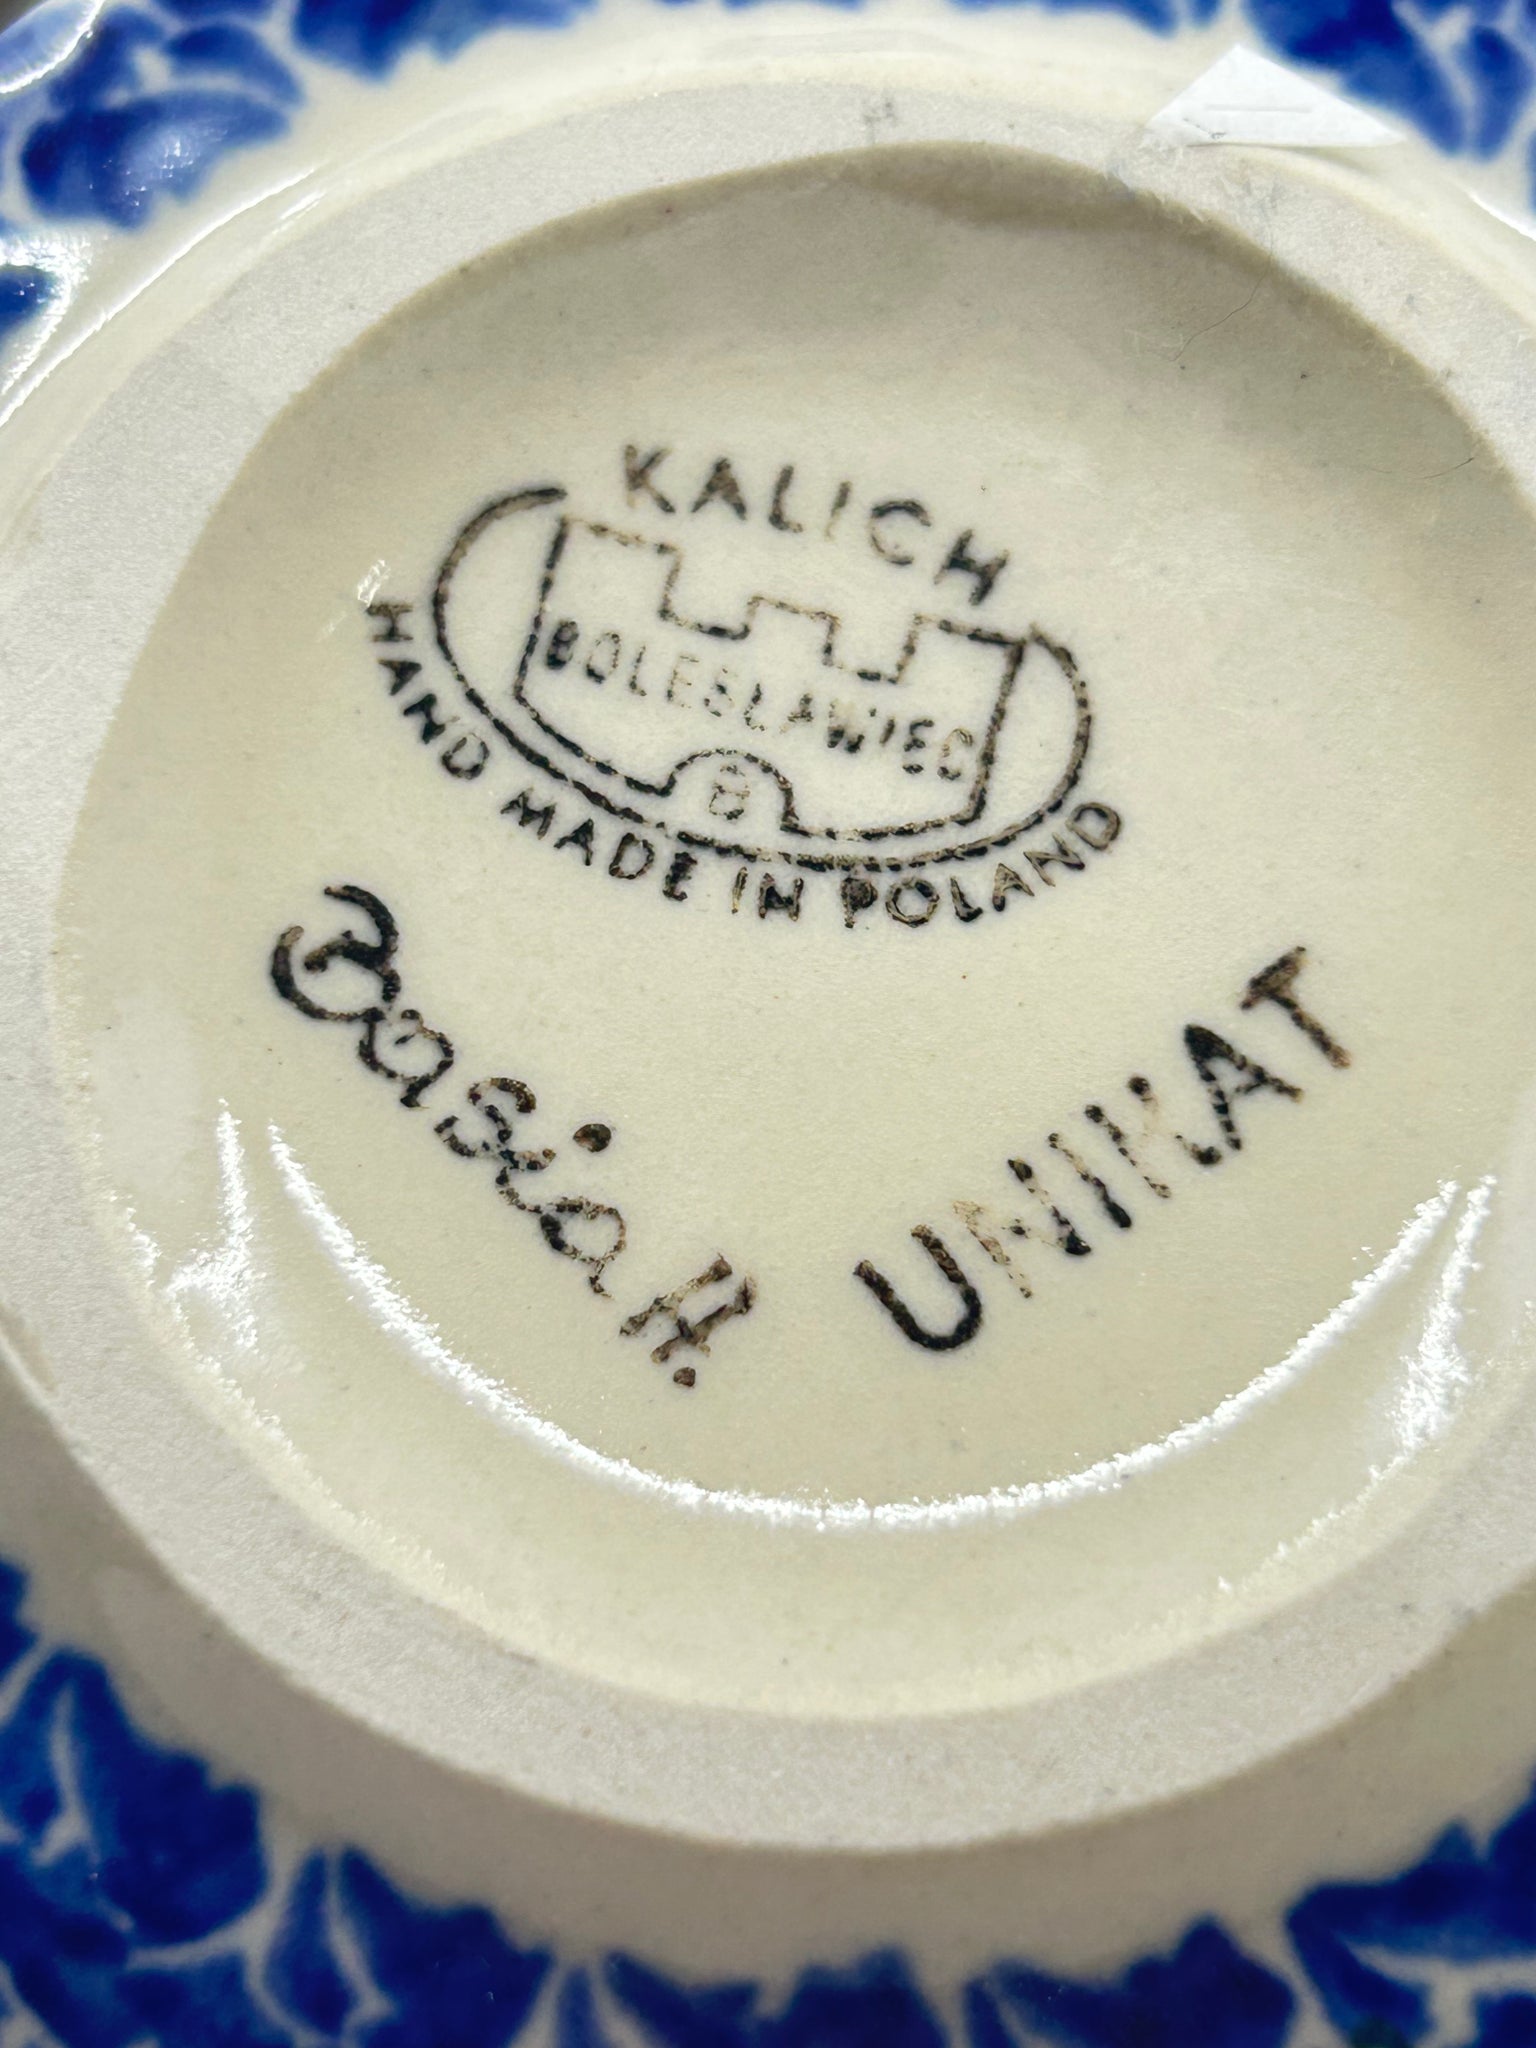 KALICH
BOLESŁAWIEC
B
HAND MADE IN POLAND
Basia H.
UNIKAT